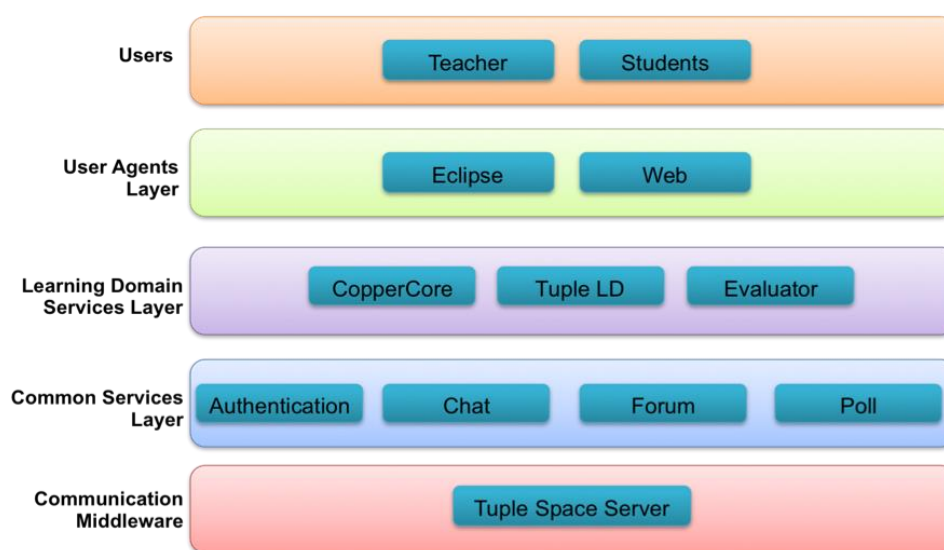 Users
Teacher
Students
User Agents
Layer
Eclipse
Web
Learning Domain
Services Layer
CopperCore
Tuple LD
Evaluator
Common Services
Layer
Authentication
Chat
Forum
Poll
Communication
Middleware
Tuple Space Server